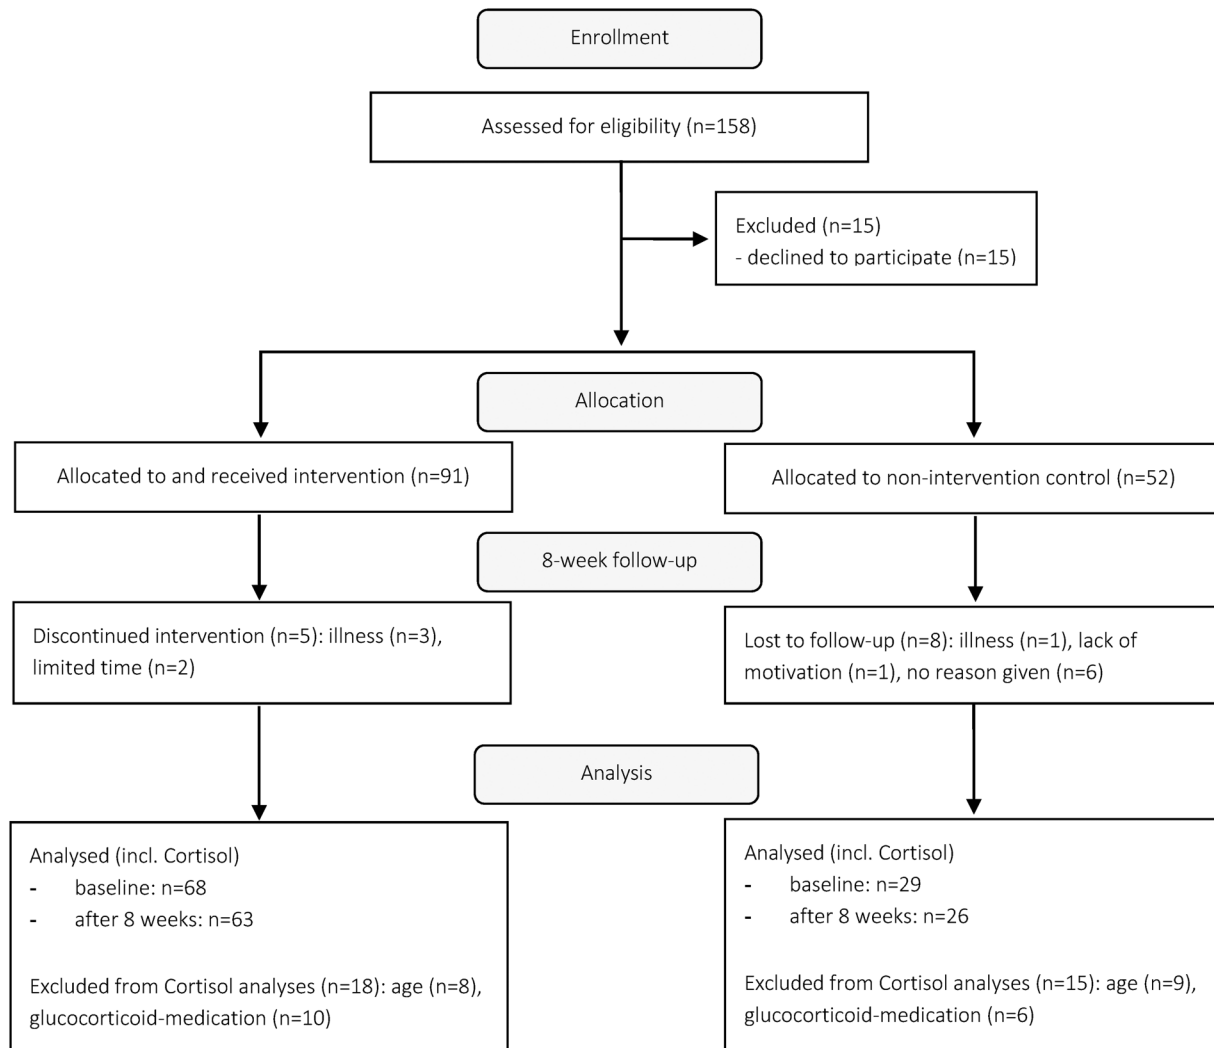 Enrollment
Assessed for eligibility (n=158)
Excluded (n=15)
- declined to participate (n=15)
Allocation
Allocated to and received intervention (n=91)
Allocated to non-intervention control (n=52)
8-week follow-up
Discontinued intervention (n=5): illness (n=3),
limited time (n=2)
Lost to follow-up (n=8): illness (n=1), lack of
motivation (n=1), no reason given (n=6)
Analysis
Analysed (incl. Cortisol)
- baseline: n=68
- after 8 weeks: n=63
Excluded from Cortisol analyses (n=18): age (n=8),
glucocorticoid-medication (n=10)
Analysed (incl. Cortisol)
- baseline: n=29
- after 8 weeks: n=26
Excluded from Cortisol analyses (n=15): age (n=9),
glucocorticoid-medication (n=6)